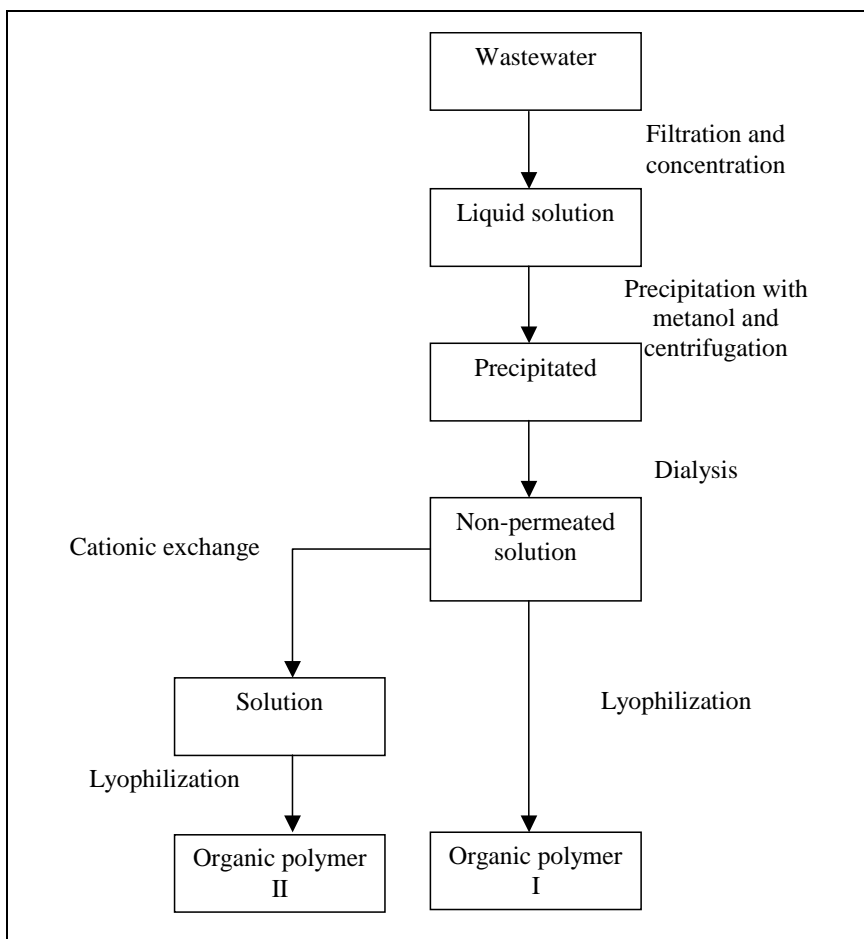 Wastewater
Filtration and
concentration
Liquid solution
Precipitation with
metanol and
centrifugation
Precipitated
Dialysis
Non-permeated
solution
Cationic exchange
Solution
Lyophilization
Lyophilization
Organic polymer
II
Organic polymer
I